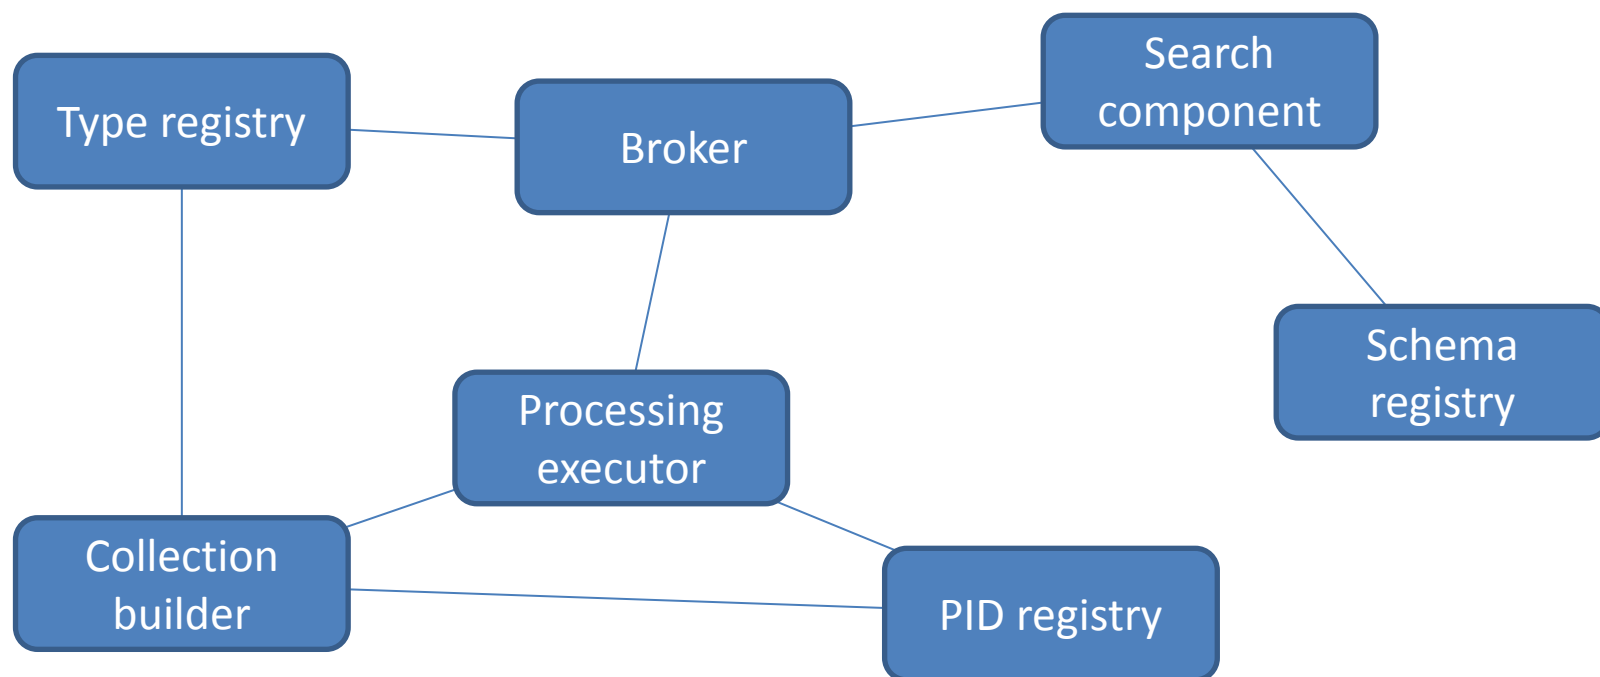 Type registry
Broker
Search
component
Processing
executor
Schema
registry
Collection
builder
PID registry